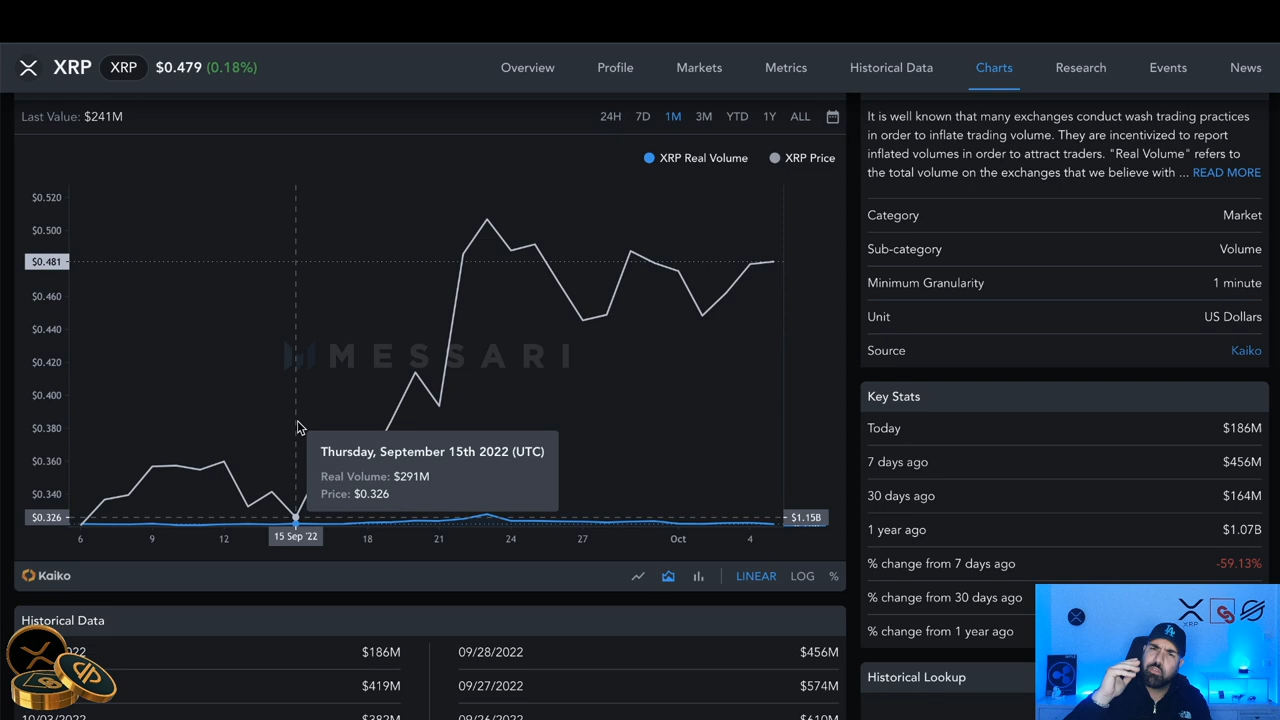 XRP XRP $0.479 (0.18%) Overview Profile Markets Metrics Historical Data Charts Research Events News
Last Value: $241M 24H 7D 1M 3M YTD 1Y ALL
XRP Real Volume XRP Price
$0.520
$0.500
$0.481
$0.460
$0.440
$0.420
$0.400
$0.380
$0.360
$0.340
$0.326
MESSARI
Thursday, September 15th 2022 (UTC)
Real Volume: $291M
Price: $0.326
$1.15B
6 9 12 15 Sep '22 18 21 24 27 Oct 4
Kaiko LINEAR LOG %
Historical Data
$186M 09/28/2022 $456M
$419M 09/27/2022 $574M
It is well known that many exchanges conduct wash trading practices
in order to inflate trading volume. They are incentivized to report
inflated volumes in order to attract traders. "Real Volume" refers to
the total volume on the exchanges that we believe with ... READ MORE
Category Market
Sub-category Volume
Minimum Granularity 1 minute
Unit US Dollars
Source Kaiko
Key Stats
Today $186M
7 days ago $456M
30 days ago $164M
1 year ago $1.07B
% change from 7 days ago -59.13%
% change from 30 days ago
% change from 1 year ago
Historical Lookup
XRP